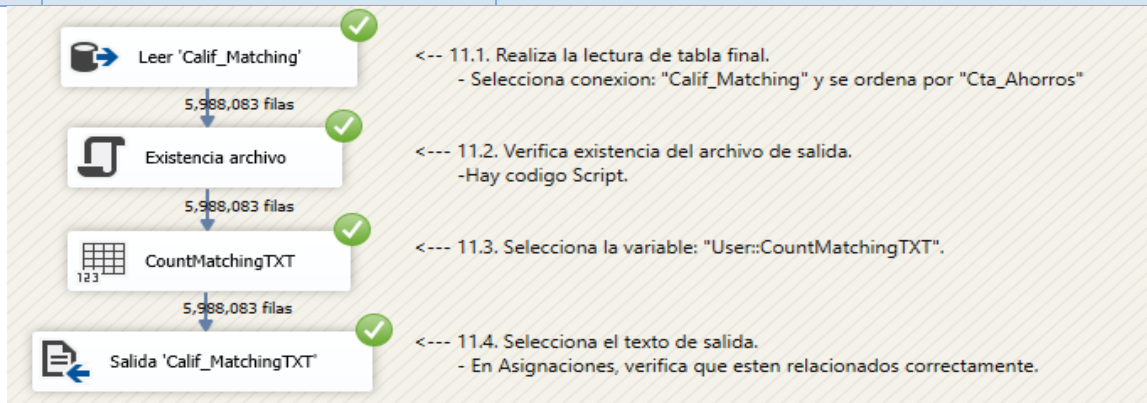 Leer 'Calif_Matching'
<-- 11.1. Realiza la lectura de tabla final.
- Selecciona conexion: "Calif_Matching" y se ordena por "Cta_Ahorros"
5,988,083 filas
Existencia archivo
<--- 11.2. Verifica existencia del archivo de salida.
-Hay codigo Script.
5,988,083 filas
123
CountMatchingTXT
<--- 11.3. Selecciona la variable: "User::CountMatchingTXT".
5,988,083 filas
Salida 'Calif_MatchingTXT'
<--- 11.4. Selecciona el texto de salida.
- En Asignaciones, verifica que esten relacionados correctamente.